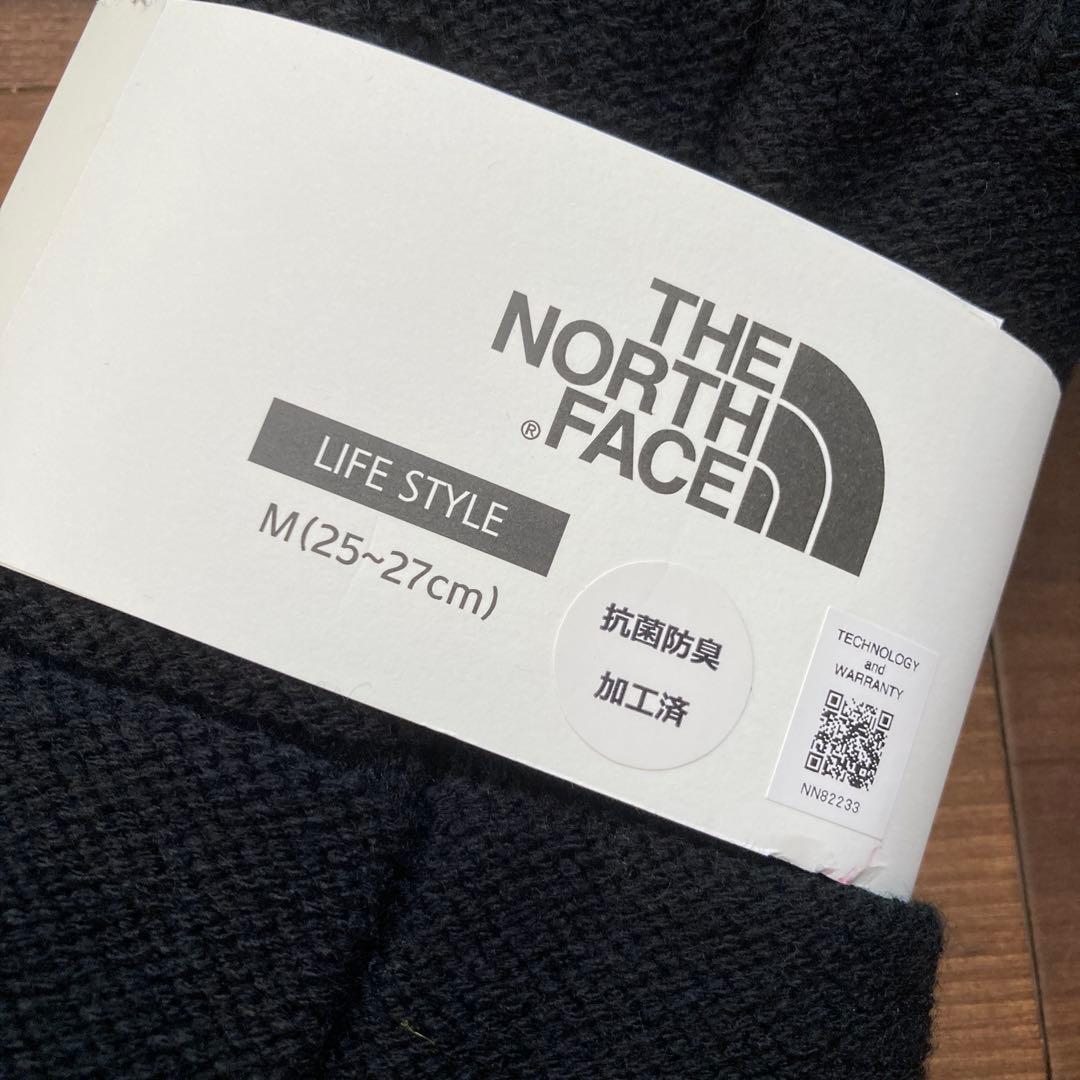 THE
NORTH
FACE
®
LIFE STYLE
M(25~27cm)
抗菌防臭
加工済
TECHNOLOGY
and
WARRANTY
NN82233